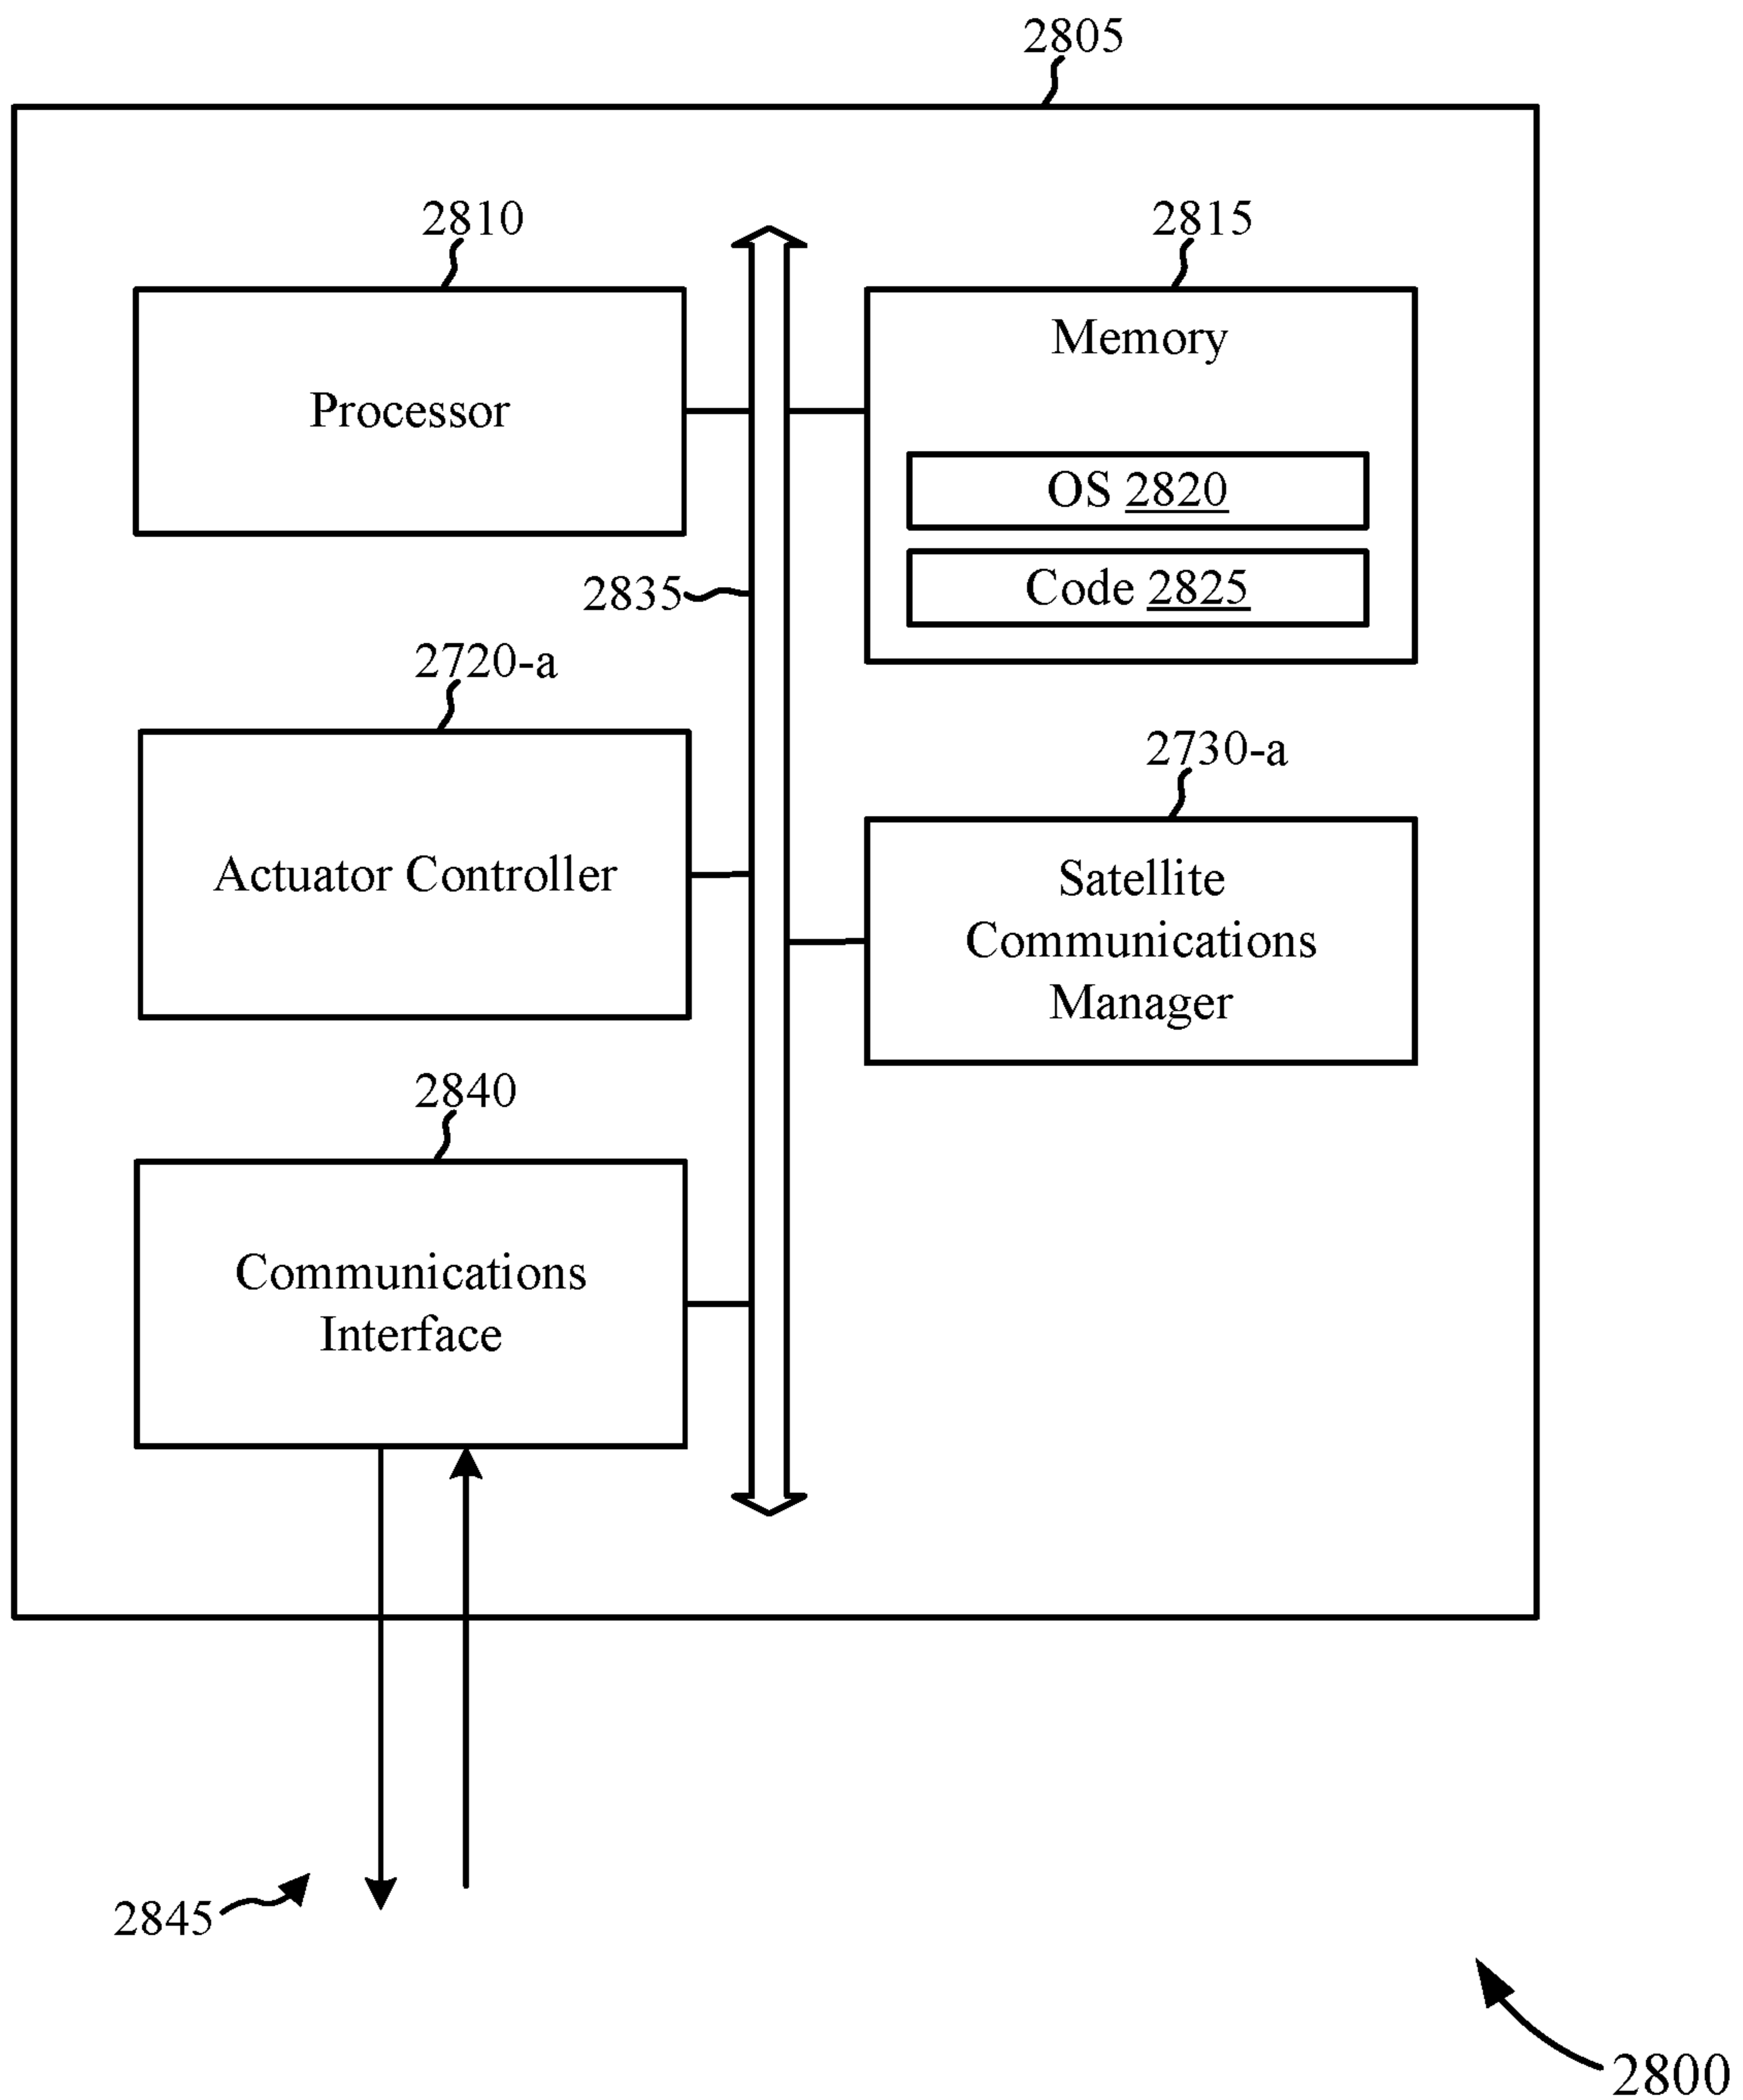 2805
2810
2815
Processor
Memory
OS 2820
Code 2825
2835
2720-a
2730-a
Actuator Controller
Satellite
Communications
Manager
2840
Communications
Interface
2845
2800